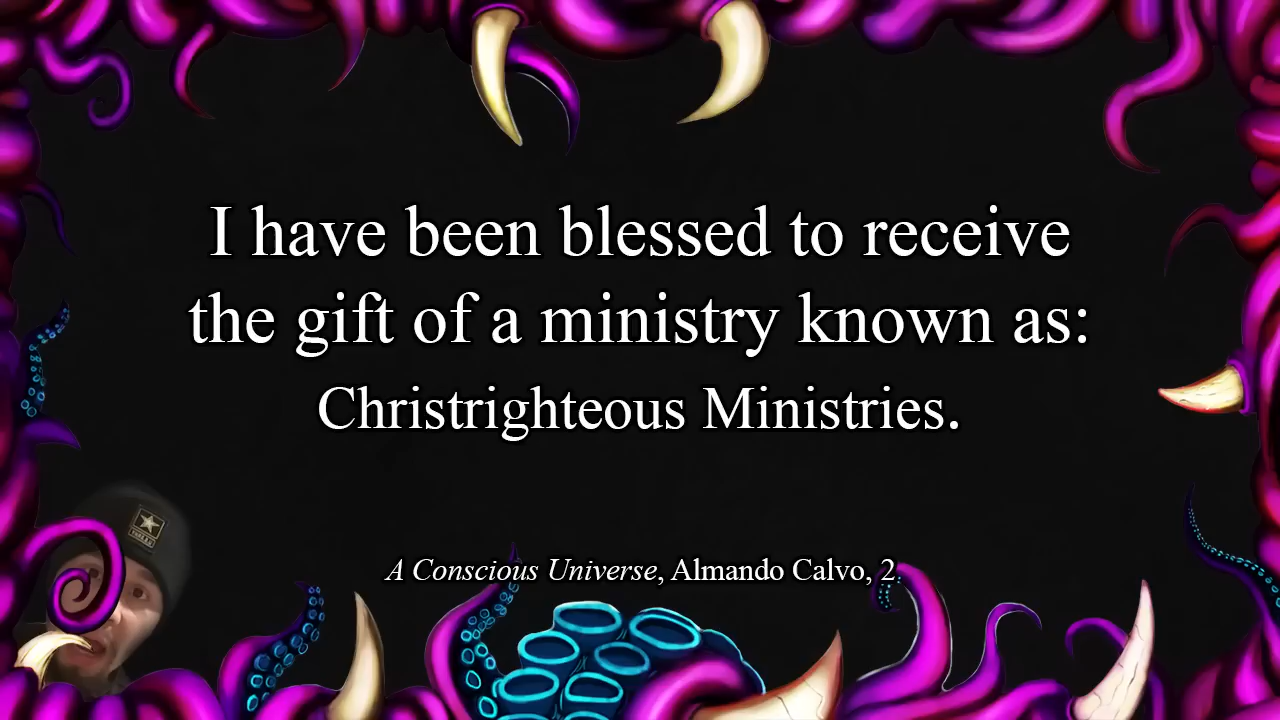 I have been blessed to receive
the gift of a ministry known as:
Christrighteous Ministries.
A Conscious Universe, Almando Calvo, 2